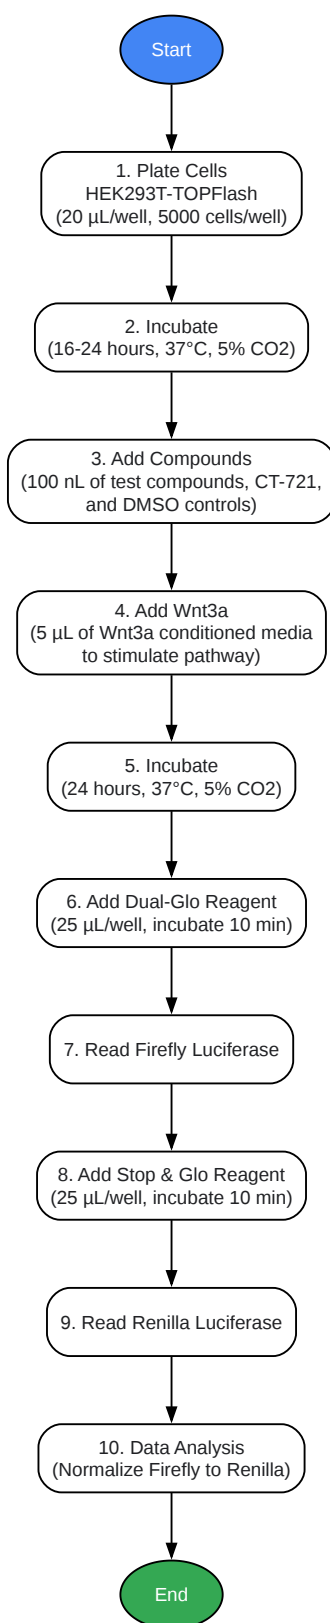 Start
1. Plate Cells
HEK293T-TOPFlash
(20 µL/well, 5000 cells/well)
2. Incubate
(16-24 hours, 37°C, 5% CO2)
3. Add Compounds
(100 nL of test compounds, CT-721,
and DMSO controls)
4. Add Wnt3a
(5 µL of Wnt3a conditioned media
to stimulate pathway)
5. Incubate
(24 hours, 37°C, 5% CO2)
6. Add Dual-Glo Reagent
(25 µL/well, incubate 10 min)
7. Read Firefly Luciferase
8. Add Stop & Glo Reagent
(25 µL/well, incubate 10 min)
9. Read Renilla Luciferase
10. Data Analysis
(Normalize Firefly to Renilla)
End